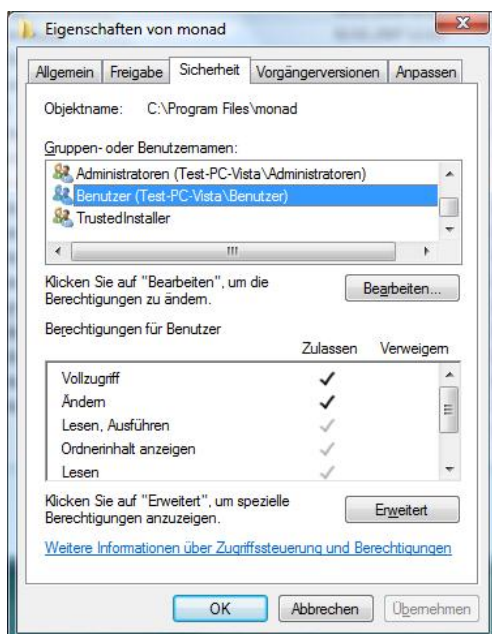 Eigenschaften von monad
Allgemein Freigabe Sicherheit Vorgängerversionen Anpassen
Objektname: C:\Program Files\monad
Gruppen- oder Benutzernamen:
Administratoren (Test-PC-Vista\Administratoren)
Benutzer (Test-PC-Vista\Benutzer)
TrustedInstaller
Klicken Sie auf "Bearbeiten", um die
Berechtigungen zu ändern.
Bearbeiten...
Berechtigungen für Benutzer
Zulassen Verweigern
Vollzugriff
Ändern
Lesen, Ausführen
Ordnerinhalt anzeigen
Lesen
Klicken Sie auf "Erweitert", um spezielle
Berechtigungen anzuzeigen.
Erweitert
Weitere Informationen über Zugriffssteuerung und Berechtigungen
OK Abbrechen Übernehmen